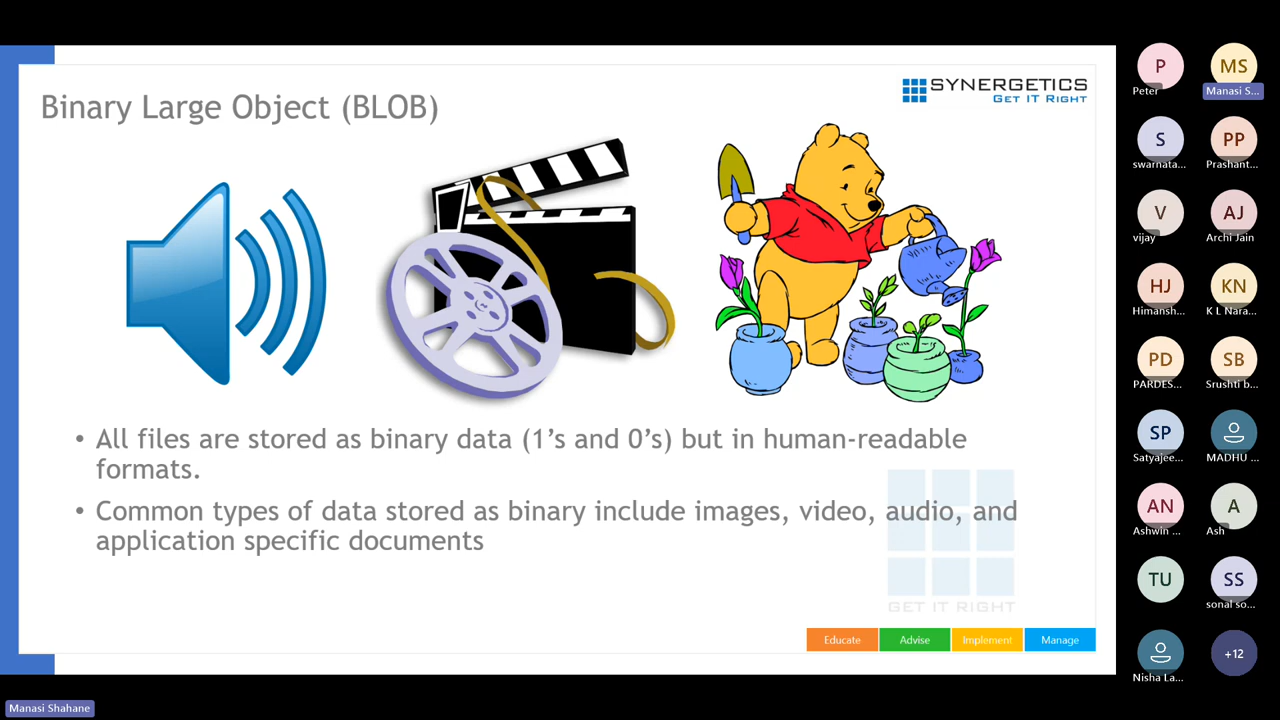 Binary Large Object (BLOB)
SYNERGETICS
GET IT RIGHT
• All files are stored as binary data (1's and 0's) but in human-readable
formats.
• Common types of data stored as binary include images, video, audio, and
application specific documents
GET IT RIGHT
Educate
Advise
Implement
Manage
Manasi Shahane
P
Peter
MS
Manasi S...
S
swarnata...
PP
Prashant...
V
vijay
AJ
Archi Jain
HJ
Himansh...
KN
K L Nara...
PD
PARDES...
SB
Srushti b...
SP
Satyajee...
MADHU ...
AN
Ashwin ...
A
Ash
TU
SS
sonal so...
Nisha La...
+12